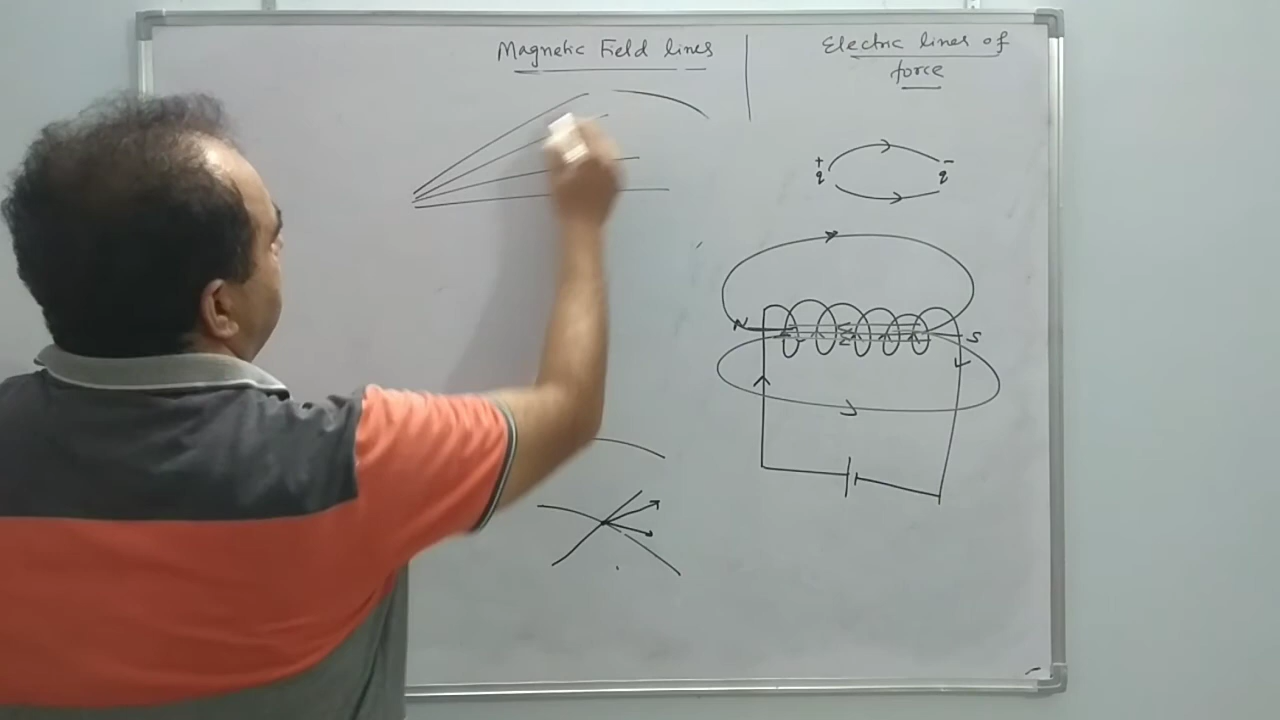 Magnetic Field lines
Electric lines of
force
+ -
q q
N S